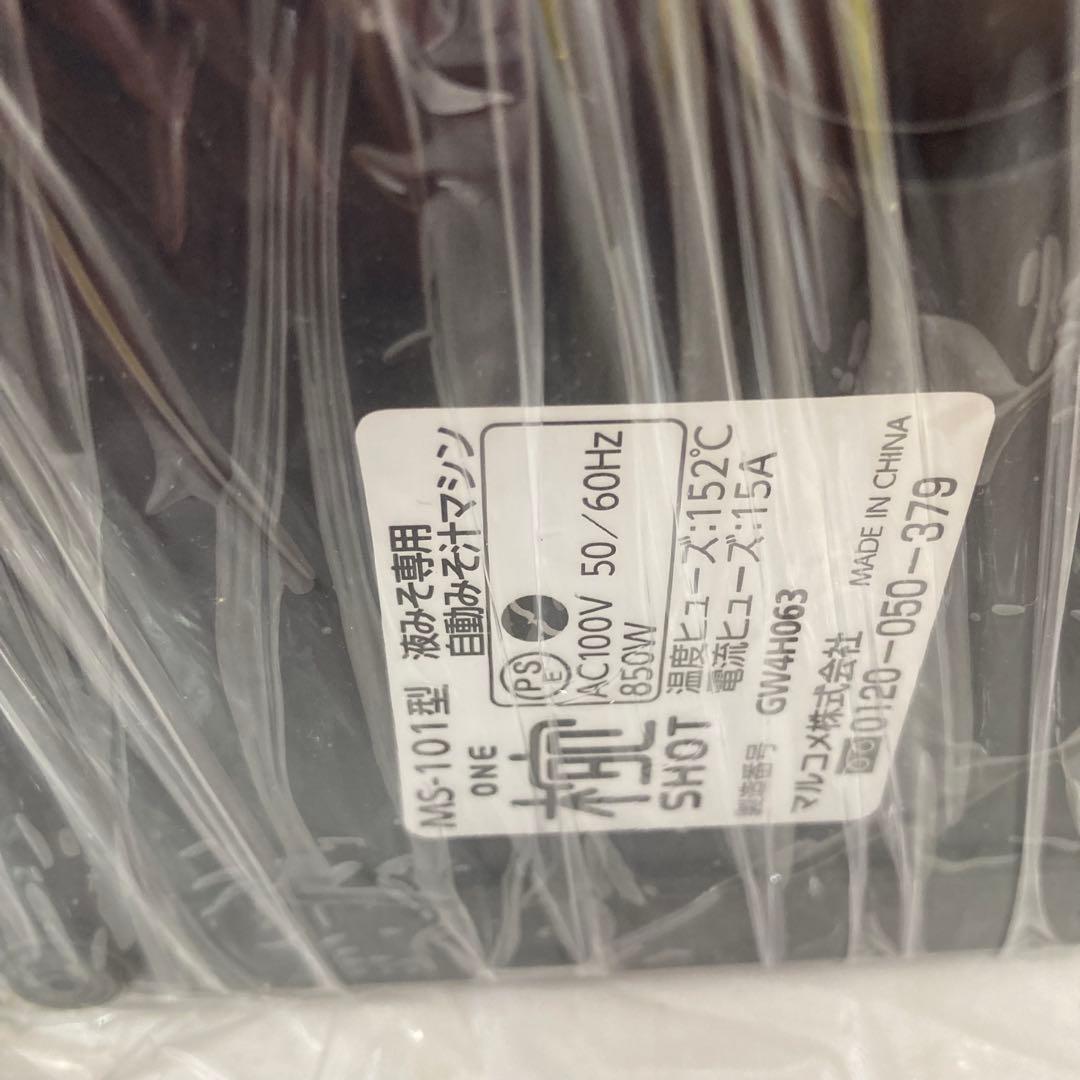 MS-101型
液みそ専用
自動みそ汁マシン
ONE
椀
SHOT
PS
E
AC100V 50/60Hz
850W
温度ヒューズ:152℃
電流ヒューズ:15A
製造番号 GW4H063
マルコメ株式会社 MADE IN CHINA
0120-050-379